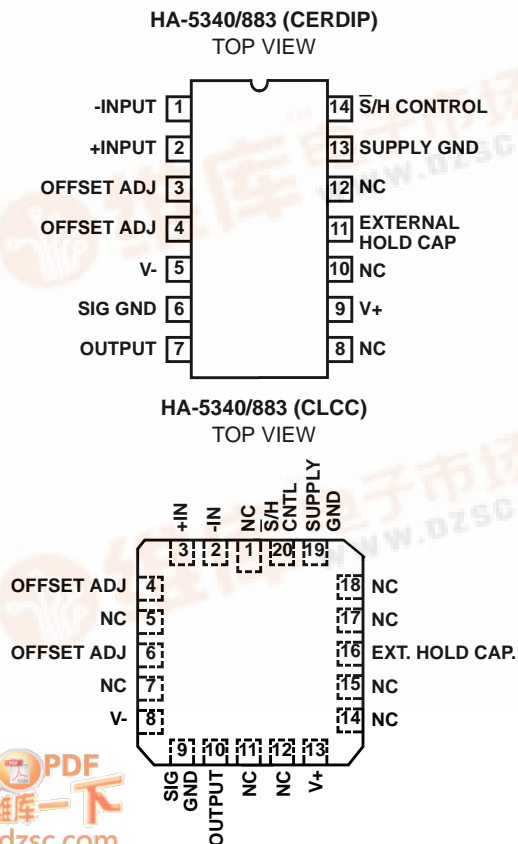 HA-5340/883 (CERDIP)
TOP VIEW
-INPUT 1
+INPUT 2
OFFSET ADJ 3
OFFSET ADJ 4
V- 5
SIG GND 6
OUTPUT 7
14 S̅/H CONTROL
13 SUPPLY GND
12 NC
11 EXTERNAL
HOLD CAP
10 NC
9 V+
8 NC
HA-5340/883 (CLCC)
TOP VIEW
+IN
-IN
NC
S̅/H
CNTL
SUPPLY
GND
3 2 1 20 19
OFFSET ADJ 4
NC 5
OFFSET ADJ 6
NC 7
V- 8
18 NC
17 NC
16 EXT. HOLD CAP.
15 NC
14 NC
9 10 11 12 13
SIG
GND
OUTPUT
NC
NC
V+
PDF
维库一下
dzsc.com